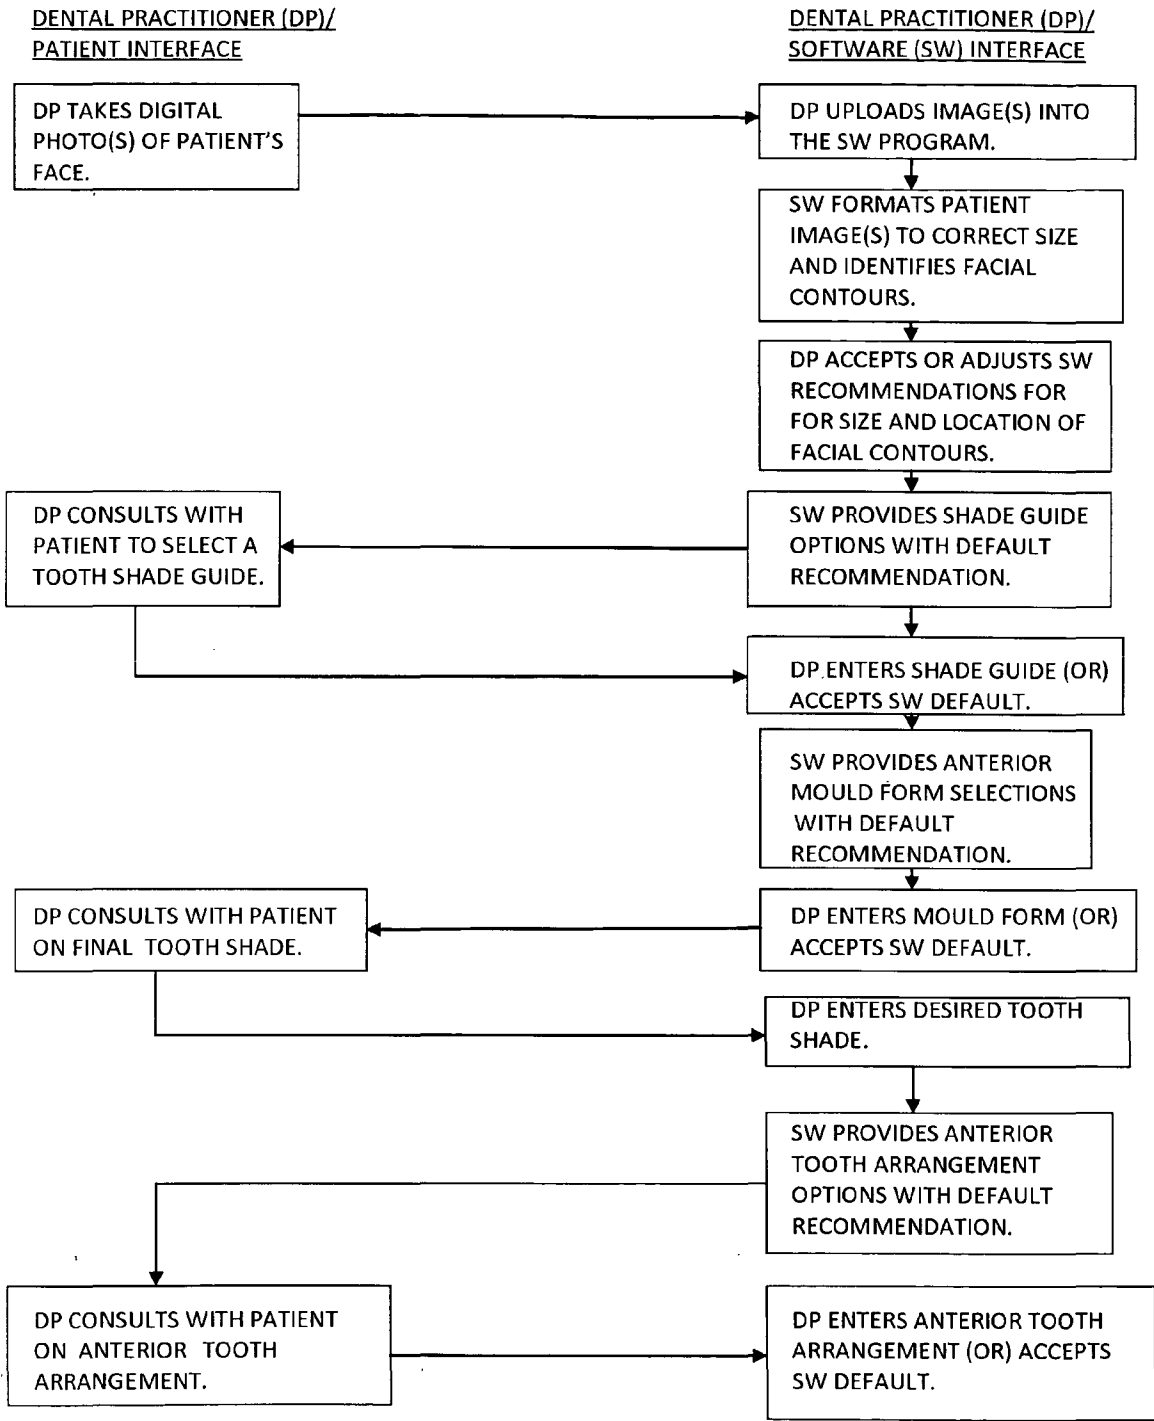 DENTAL PRACTITIONER (DP)/
PATIENT INTERFACE
DENTAL PRACTITIONER (DP)/
SOFTWARE (SW) INTERFACE
DP TAKES DIGITAL
PHOTO(S) OF PATIENT'S
FACE.
DP UPLOADS IMAGE(S) INTO
THE SW PROGRAM.
SW FORMATS PATIENT
IMAGE(S) TO CORRECT SIZE
AND IDENTIFIES FACIAL
CONTOURS.
DP ACCEPTS OR ADJUSTS SW
RECOMMENDATIONS FOR
FOR SIZE AND LOCATION OF
FACIAL CONTOURS.
SW PROVIDES SHADE GUIDE
OPTIONS WITH DEFAULT
RECOMMENDATION.
DP CONSULTS WITH
PATIENT TO SELECT A
TOOTH SHADE GUIDE.
DP ENTERS SHADE GUIDE (OR)
ACCEPTS SW DEFAULT.
SW PROVIDES ANTERIOR
MOULD FORM SELECTIONS
WITH DEFAULT
RECOMMENDATION.
DP ENTERS MOULD FORM (OR)
ACCEPTS SW DEFAULT.
DP CONSULTS WITH PATIENT
ON FINAL TOOTH SHADE.
DP ENTERS DESIRED TOOTH
SHADE.
SW PROVIDES ANTERIOR
TOOTH ARRANGEMENT
OPTIONS WITH DEFAULT
RECOMMENDATION.
DP CONSULTS WITH PATIENT
ON ANTERIOR TOOTH
ARRANGEMENT.
DP ENTERS ANTERIOR TOOTH
ARRANGEMENT (OR) ACCEPTS
SW DEFAULT.